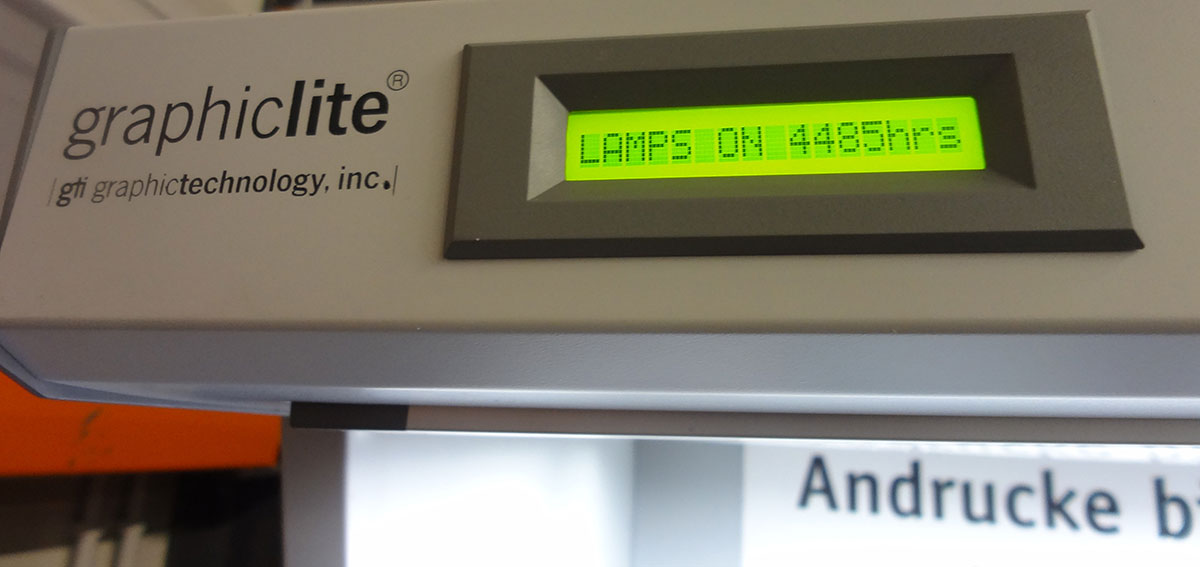 graphiclite®
|gti graphictechnology, inc.|
LAMPS ON 4485hrs
Andrucke